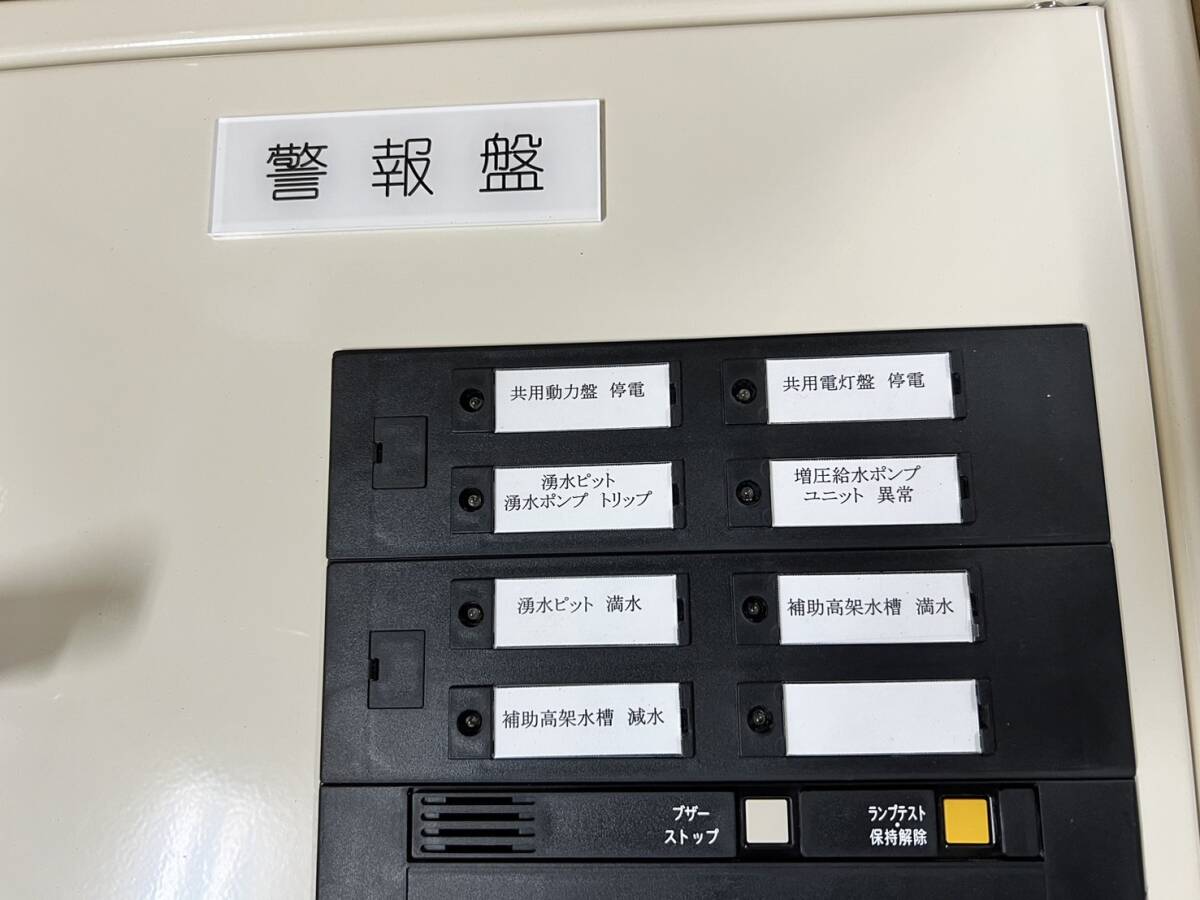 警報盤
共用動力盤 停電
共用電灯盤 停電
湧水ピット
湧水ポンプ トリップ
増圧給水ポンプ
ユニット 異常
湧水ピット 満水
補助高架水槽 満水
補助高架水槽 減水
ブザー
ストップ
ランプテスト
・
保持解除